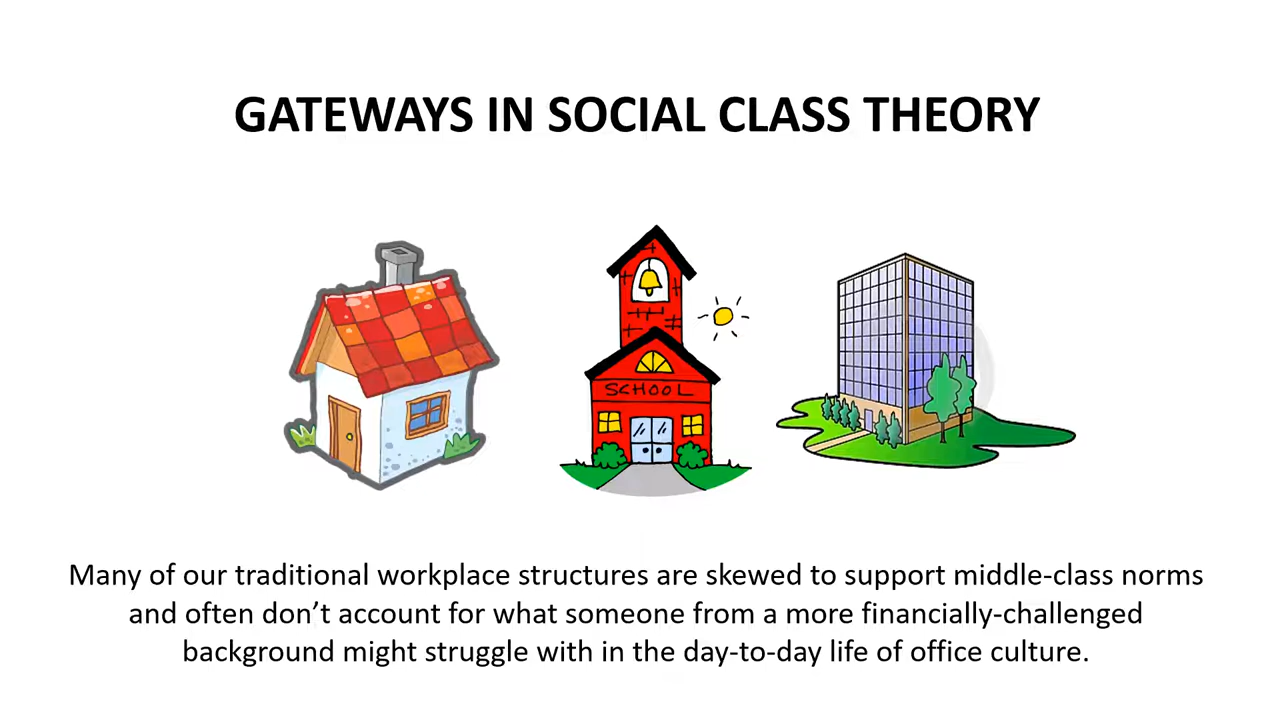 GATEWAYS IN SOCIAL CLASS THEORY
SCHOOL
Many of our traditional workplace structures are skewed to support middle-class norms
and often don’t account for what someone from a more financially-challenged
background might struggle with in the day-to-day life of office culture.